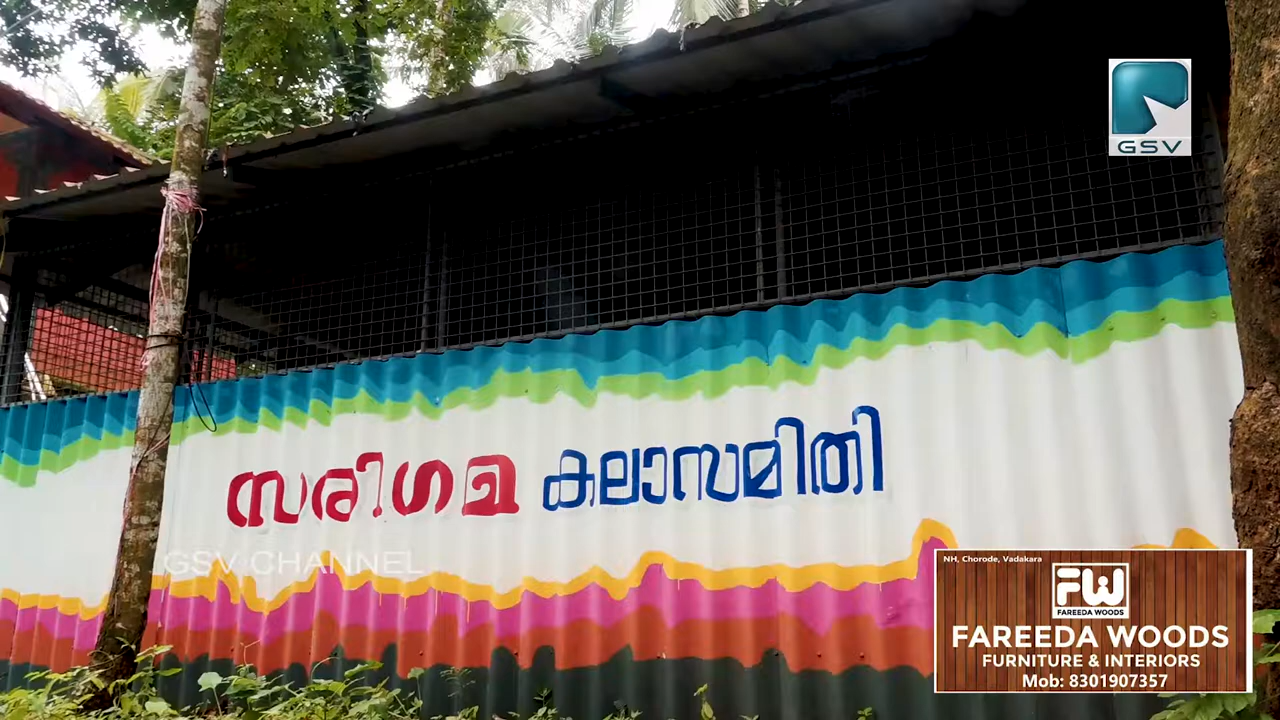 GSV
സരിഗമ കലാസമിതി
GSV CHANNEL
NH, Chorode, Vadakara
FW
FAREEDA WOODS
FAREEDA WOODS
FURNITURE & INTERIORS
Mob: 8301907357